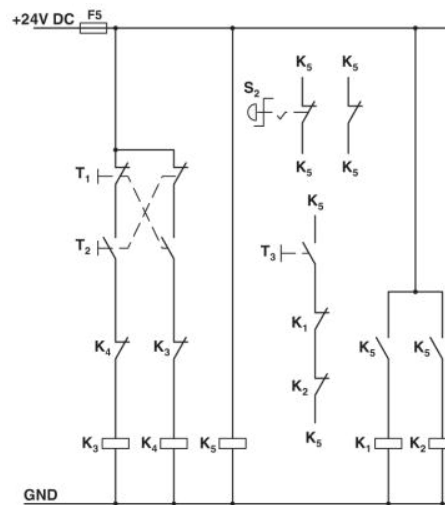 +24V DC F5
K5 K5
S2
K5 K5
T1
K5
T2 T3
K1
K4 K3 K5 K5
K2
K5
K3 K4 K5 K1 K2
GND